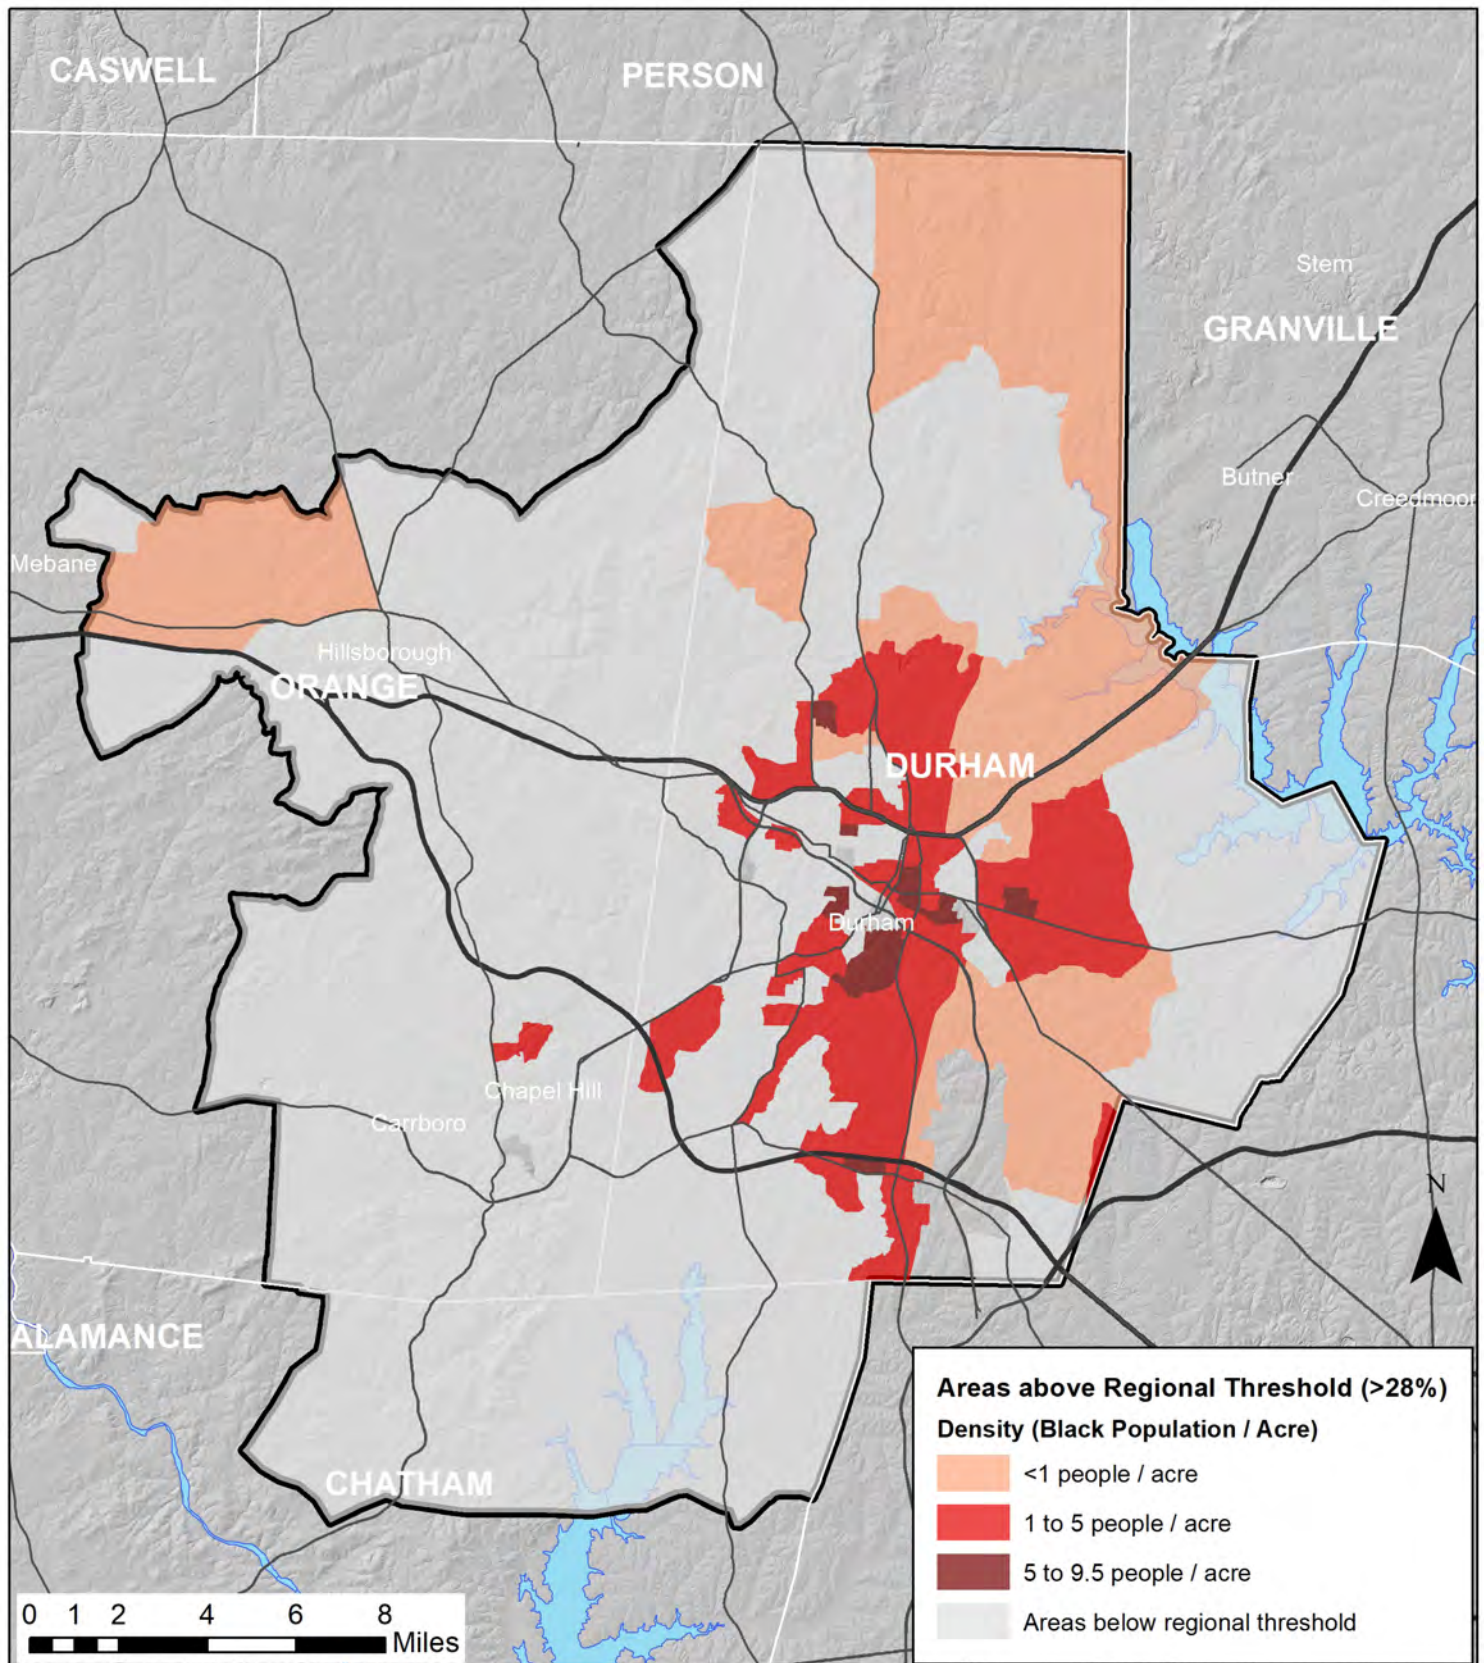 CASWELL
PERSON
Stem
GRANVILLE
Butner
Creedmoor
Mebane
Hillsborough
ORANGE
DURHAM
Durham
Chapel Hill
Carrboro
N
ALAMANCE
CHATHAM
Areas above Regional Threshold (>28%)
Density (Black Population / Acre)
<1 people / acre
1 to 5 people / acre
5 to 9.5 people / acre
Areas below regional threshold
0 1 2 4 6 8
Miles